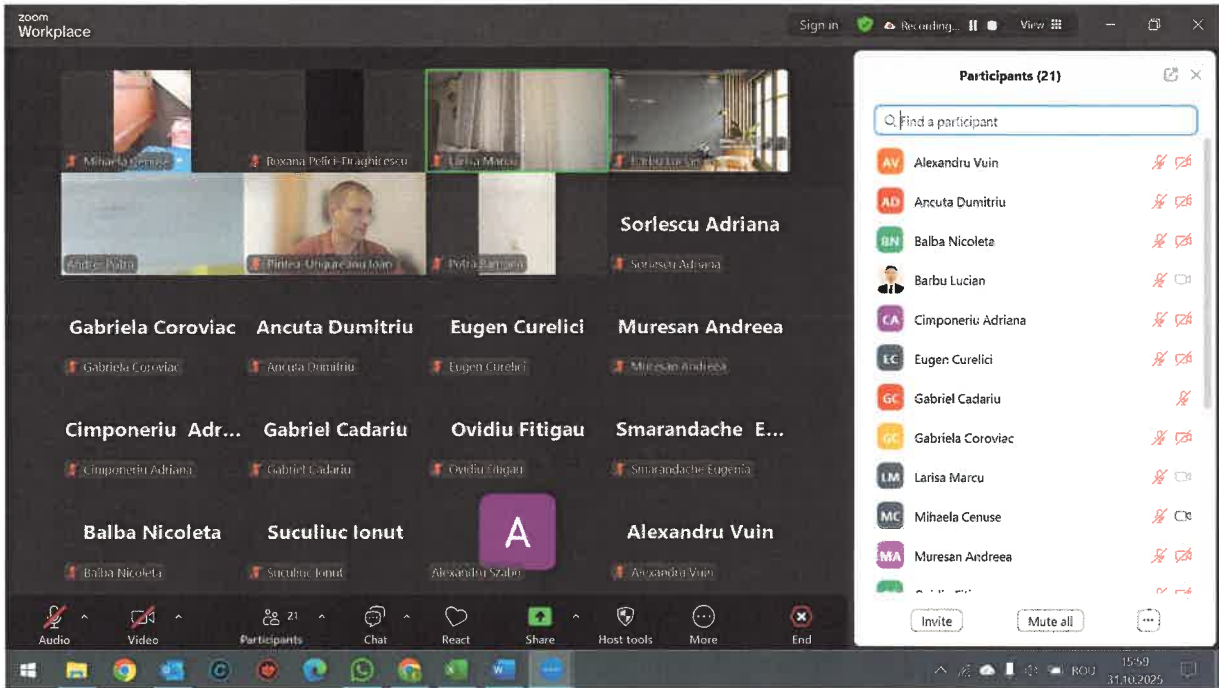 zoom
Workplace
Sign in
Recording...
View
Participants (21)
Find a participant
Mihaela Cenuse
Roxana Pelici-Draghicescu
Larisa Marcu
Barbu Lucian
Andrei Potra
Pintea-Ungureanu Ioan
Potra Ramona
Sorlescu Adriana
Sorlescu Adriana
Gabriela Coroviac
Ancuta Dumitriu
Eugen Curelici
Muresan Andreea
Gabriela Coroviac
Ancuta Dumitriu
Eugen Curelici
Muresan Andreea
Cimponeriu Adr...
Gabriel Cadariu
Ovidiu Fitigau
Smarandache E...
Cimponeriu Adriana
Gabriel Cadariu
Ovidiu Fitigau
Smarandache Eugenia
Balba Nicoleta
Suculiuc Ionut
A
Alexandru Vuin
Balba Nicoleta
Suculiuc Ionut
Alexandru Szabo
Alexandru Vuin
AV Alexandru Vuin
AD Ancuta Dumitriu
BN Balba Nicoleta
Barbu Lucian
CA Cimponeriu Adriana
EC Eugen Curelici
GC Gabriel Cadariu
GC Gabriela Coroviac
LM Larisa Marcu
MC Mihaela Cenuse
MA Muresan Andreea
Invite
Mute all
Audio
Video
21
Participants
Chat
React
Share
Host tools
More
End
ROU
15:59
31.10.2025